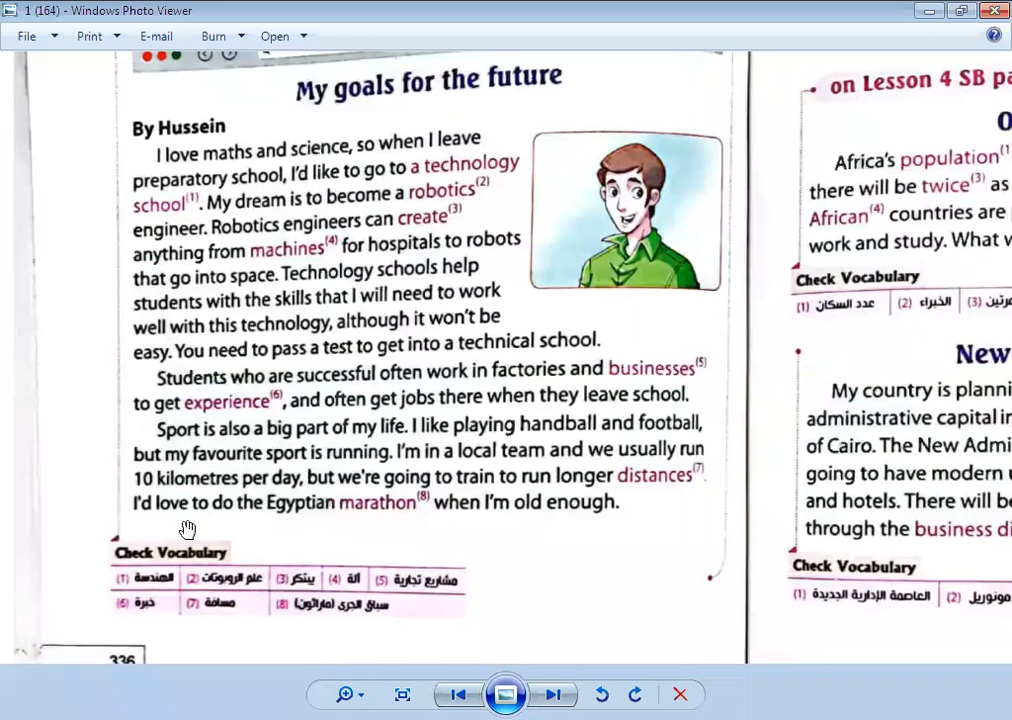 1 (164) - Windows Photo Viewer
File Print E-mail Burn Open
My goals for the future
By Hussein
I love maths and science, so when I leave
preparatory school, I'd like to go to a technology
school(1). My dream is to become a robotics(2)
engineer. Robotics engineers can create(3)
anything from machines(4) for hospitals to robots
that go into space. Technology schools help
students with the skills that I will need to work
well with this technology, although it won't be
easy. You need to pass a test to get into a technical school.
Students who are successful often work in factories and businesses(5)
to get experience(6), and often get jobs there when they leave school.
Sport is also a big part of my life. I like playing handball and football,
but my favourite sport is running. I'm in a local team and we usually run
10 kilometres per day, but we're going to train to run longer distances(7).
I'd love to do the Egyptian marathon(8) when I'm old enough.
Check Vocabulary
(1) الهندسة (2) علم الروبوتات (3) يبتكر (4) آلة (5) مشاريع تجارية
(6) خبرة (7) مسافة (8) سباق الجرى (ماراثون)
336
on Lesson 4 SB pa
O
Africa's population(1
there will be twice(3) as
African(4) countries are
work and study. What w
Check Vocabulary
(1) عدد السكان (2) الخبراء (3) مرتين
New
My country is planni
administrative capital in
of Cairo. The New Admi
going to have modern u
and hotels. There will be
through the business di
Check Vocabulary
(1) العاصمة الإدارية الجديدة (2) مونوريل